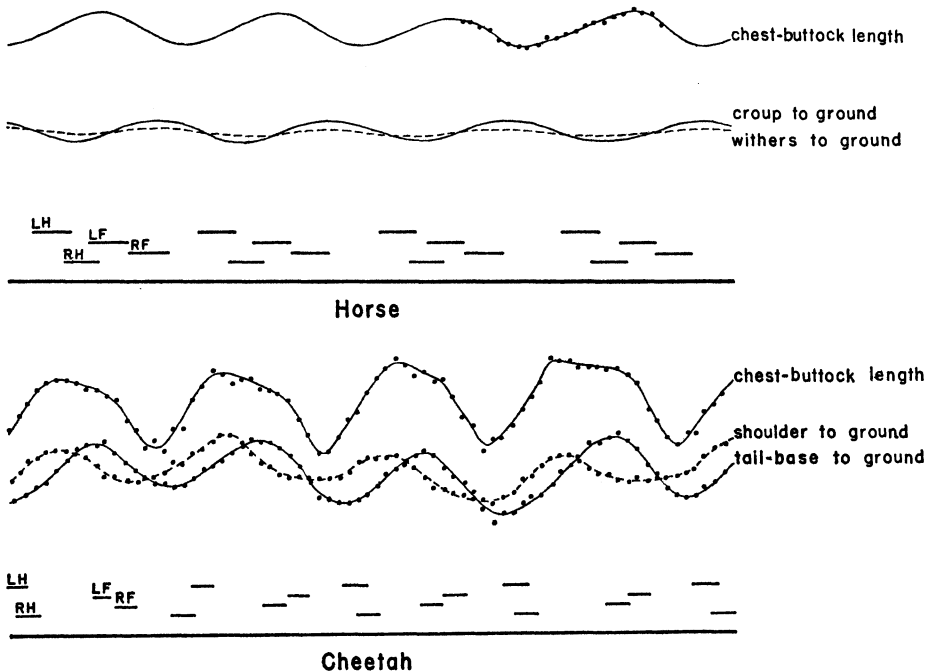 chest-buttock length
croup to ground
withers to ground
LH
LF
RF
RH
Horse
chest-buttock length
shoulder to ground
tail-base to ground
LH
LF
RF
RH
Cheetah